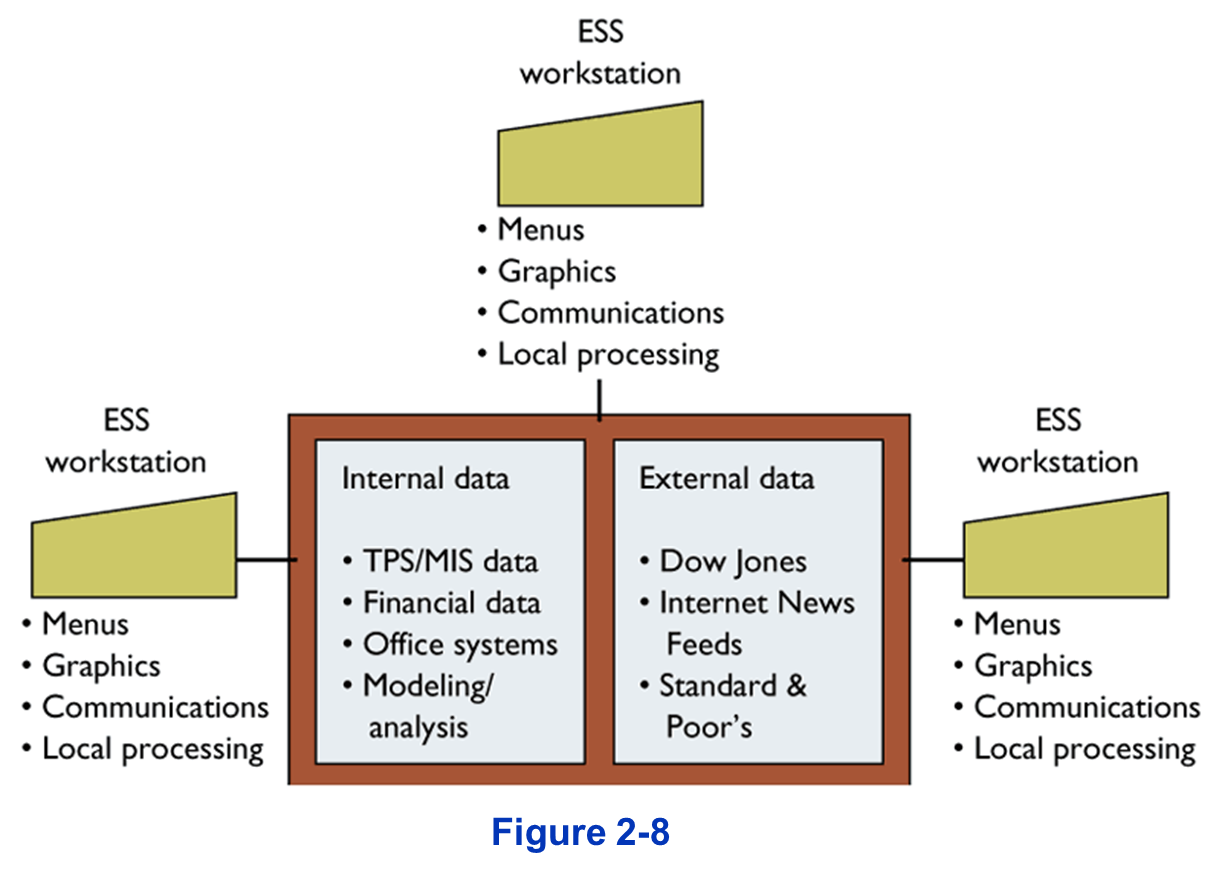 ESS
workstation
• Menus
• Graphics
• Communications
• Local processing
ESS
workstation
• Menus
• Graphics
• Communications
• Local processing
Internal data
• TPS/MIS data
• Financial data
• Office systems
• Modeling/
analysis
External data
• Dow Jones
• Internet News
Feeds
• Standard &
Poor's
ESS
workstation
• Menus
• Graphics
• Communications
• Local processing
Figure 2-8